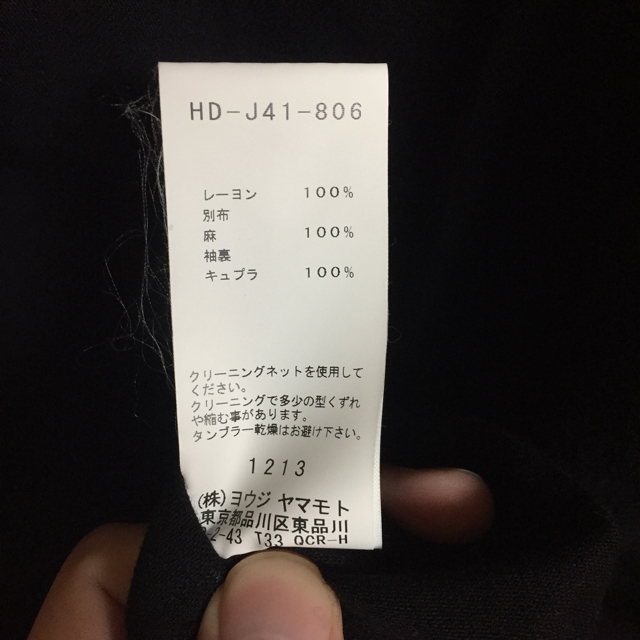 HD-J41-806
レーヨン 100%
別布
麻 100%
袖裏
キュプラ 100%
クリーニングネットを使用して
ください。
クリーニングで多少の型くずれ
や縮む事があります。
タンブラー乾燥はお避け下さい。
1213
(株)ヨウジ ヤマモト
東京都品川区東品川
2-43 T33 QCR-H